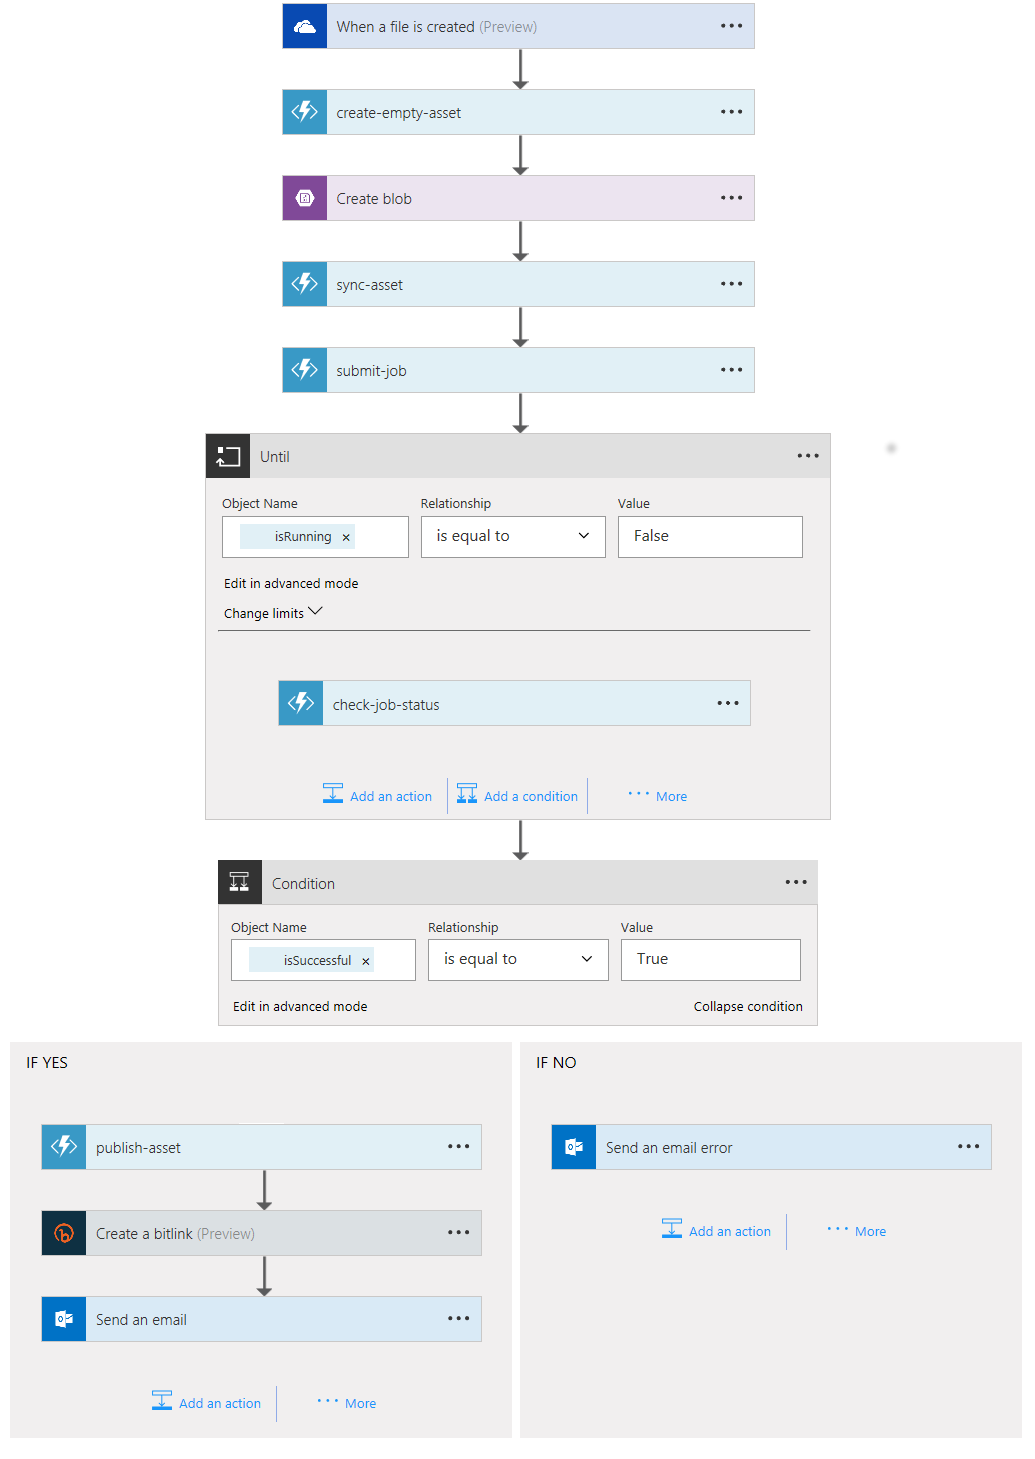 When a file is created (Preview)
create-empty-asset
Create blob
sync-asset
submit-job
Until
Object Name Relationship Value
isRunning × is equal to False
Edit in advanced mode
Change limits
check-job-status
Add an action Add a condition ... More
Condition
Object Name Relationship Value
isSuccessful × is equal to True
Edit in advanced mode Collapse condition
IF YES
publish-asset
Create a bitlink (Preview)
Send an email
Add an action ... More
IF NO
Send an email error
Add an action ... More